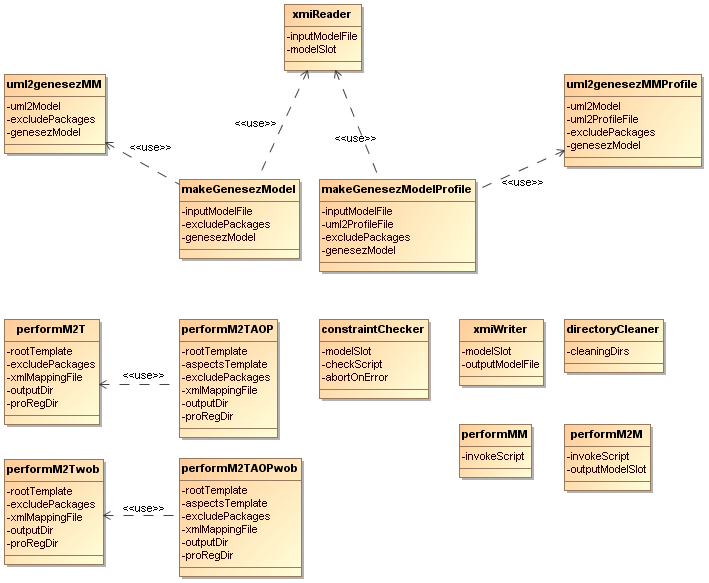 xmiReader
-inputModelFile
-modelSlot
uml2genesezMM
-uml2Model
-excludePackages
-genesezModel
uml2genesezMMProfile
-uml2Model
-uml2ProfileFile
-excludePackages
-genesezModel
<<use>>
<<use>>
<<use>>
<<use>>
makeGenesezModel
-inputModelFile
-excludePackages
-genesezModel
makeGenesezModelProfile
-inputModelFile
-uml2ProfileFile
-excludePackages
-genesezModel
performM2T
-rootTemplate
-excludePackages
-xmlMappingFile
-outputDir
-proRegDir
<<use>>
performM2TAOP
-rootTemplate
-aspectsTemplate
-excludePackages
-xmlMappingFile
-outputDir
-proRegDir
constraintChecker
-modelSlot
-checkScript
-abortOnError
xmiWriter
-modelSlot
-outputModelFile
directoryCleaner
-cleaningDirs
performMM
-invokeScript
performM2M
-invokeScript
-outputModelSlot
performM2Twob
-rootTemplate
-excludePackages
-xmlMappingFile
-outputDir
-proRegDir
<<use>>
performM2TAOPwob
-rootTemplate
-aspectsTemplate
-excludePackages
-xmlMappingFile
-outputDir
-proRegDir